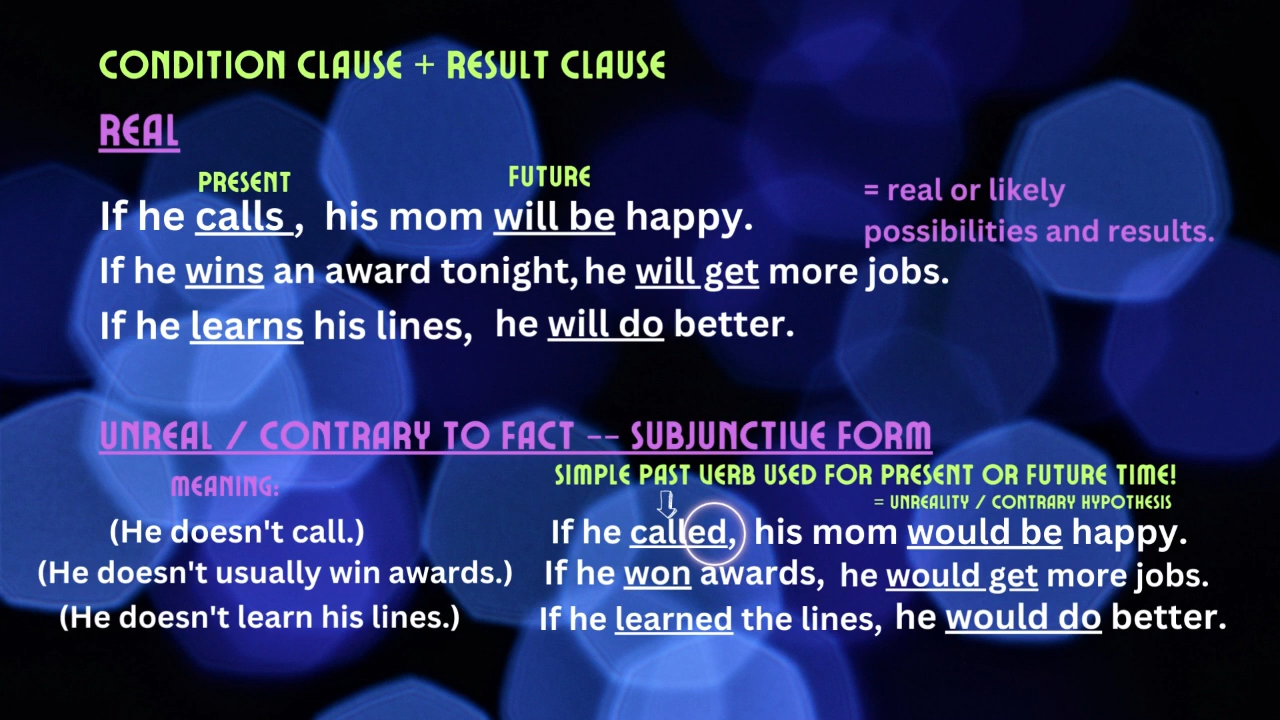 CONDITION CLAUSE + RESULT CLAUSE
REAL
PRESENT FUTURE
If he calls , his mom will be happy.
= real or likely
possibilities and results.
If he wins an award tonight, he will get more jobs.
If he learns his lines, he will do better.
UNREAL / CONTRARY TO FACT -- SUBJUNCTIVE FORM
SIMPLE PAST VERB USED FOR PRESENT OR FUTURE TIME!
MEANING:
= UNREALITY / CONTRARY HYPOTHESIS
(He doesn't call.) If he called, his mom would be happy.
(He doesn't usually win awards.) If he won awards, he would get more jobs.
(He doesn't learn his lines.) If he learned the lines, he would do better.